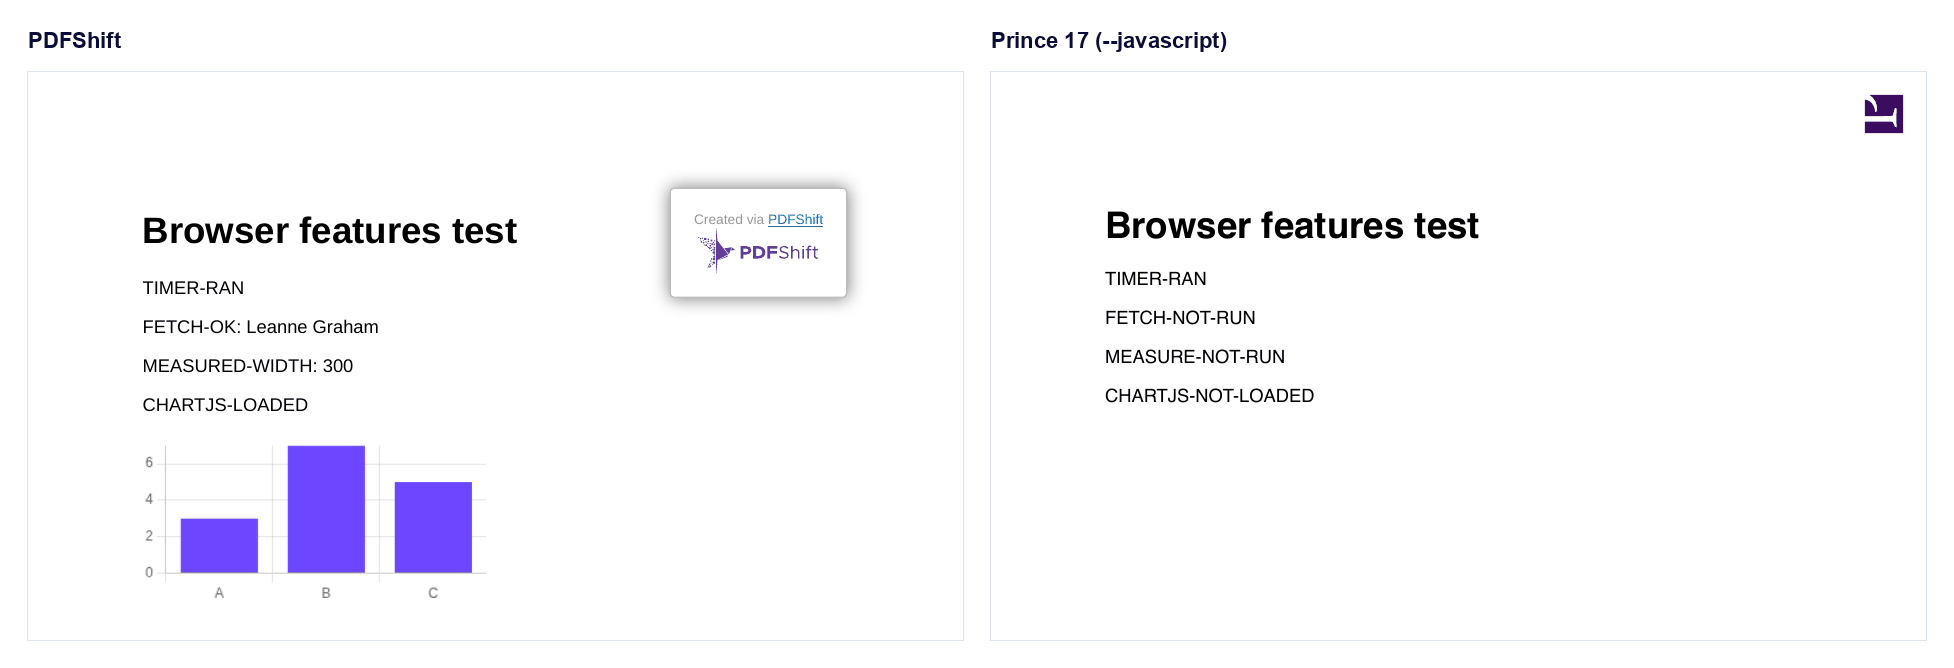 PDFShift
Browser features test
Created via PDFShift
PDFShift
TIMER-RAN
FETCH-OK: Leanne Graham
MEASURED-WIDTH: 300
CHARTJS-LOADED
6
4
2
0
A B C
Prince 17 (--javascript)
Browser features test
TIMER-RAN
FETCH-NOT-RUN
MEASURE-NOT-RUN
CHARTJS-NOT-LOADED